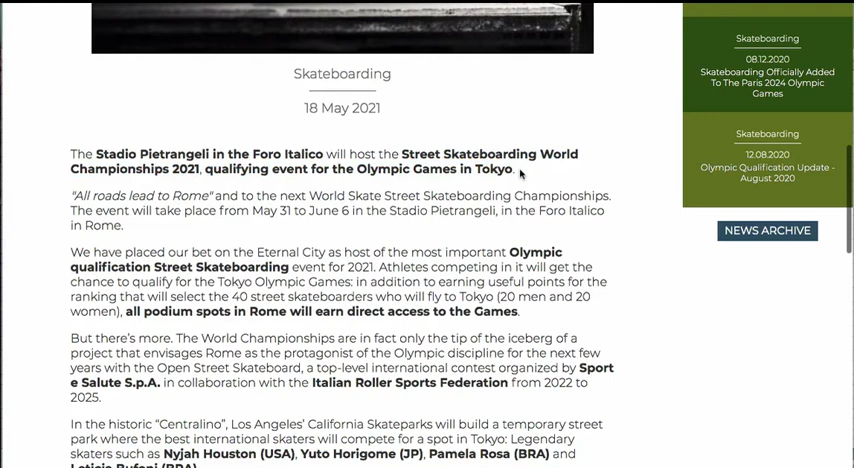 Skateboarding
18 May 2021
The Stadio Pietrangeli in the Foro Italico will host the Street Skateboarding World
Championships 2021, qualifying event for the Olympic Games in Tokyo.
"All roads lead to Rome" and to the next World Skate Street Skateboarding Championships.
The event will take place from May 31 to June 6 in the Stadio Pietrangeli, in the Foro Italico
in Rome.
We have placed our bet on the Eternal City as host of the most important Olympic
qualification Street Skateboarding event for 2021. Athletes competing in it will get the
chance to qualify for the Tokyo Olympic Games: in addition to earning useful points for the
ranking that will select the 40 street skateboarders who will fly to Tokyo (20 men and 20
women), all podium spots in Rome will earn direct access to the Games.
But there's more. The World Championships are in fact only the tip of the iceberg of a
project that envisages Rome as the protagonist of the Olympic discipline for the next few
years with the Open Street Skateboard, a top-level international contest organized by Sport
e Salute S.p.A. in collaboration with the Italian Roller Sports Federation from 2022 to
2025.
In the historic “Centralino”, Los Angeles’ California Skateparks will build a temporary street
park where the best international skaters will compete for a spot in Tokyo: Legendary
skaters such as Nyjah Houston (USA), Yuto Horigome (JP), Pamela Rosa (BRA) and
Leticia Bufoni (BRA)
Skateboarding
08.12.2020
Skateboarding Officially Added
To The Paris 2024 Olympic
Games
Skateboarding
12.08.2020
Olympic Qualification Update -
August 2020
NEWS ARCHIVE